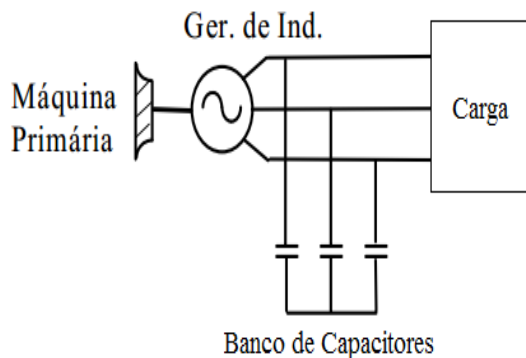 Ger. de Ind.
Máquina
Primária
Carga
Banco de Capacitores